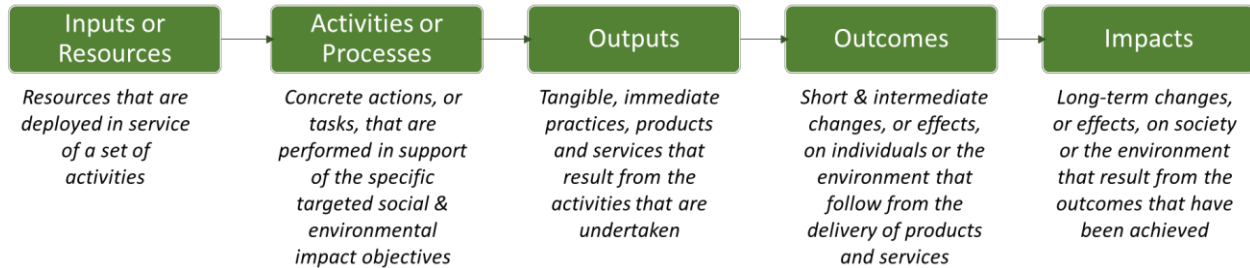 Inputs or
Resources
Resources that are
deployed in service
of a set of
activities
Activities or
Processes
Concrete actions, or
tasks, that are
performed in support
of the specific
targeted social &
environmental
impact objectives
Outputs
Tangible, immediate
practices, products
and services that
result from the
activities that are
undertaken
Outcomes
Short & intermediate
changes, or effects,
on individuals or the
environment that
follow from the
delivery of products
and services
Impacts
Long-term changes,
or effects, on society
or the environment
that result from the
outcomes that have
been achieved